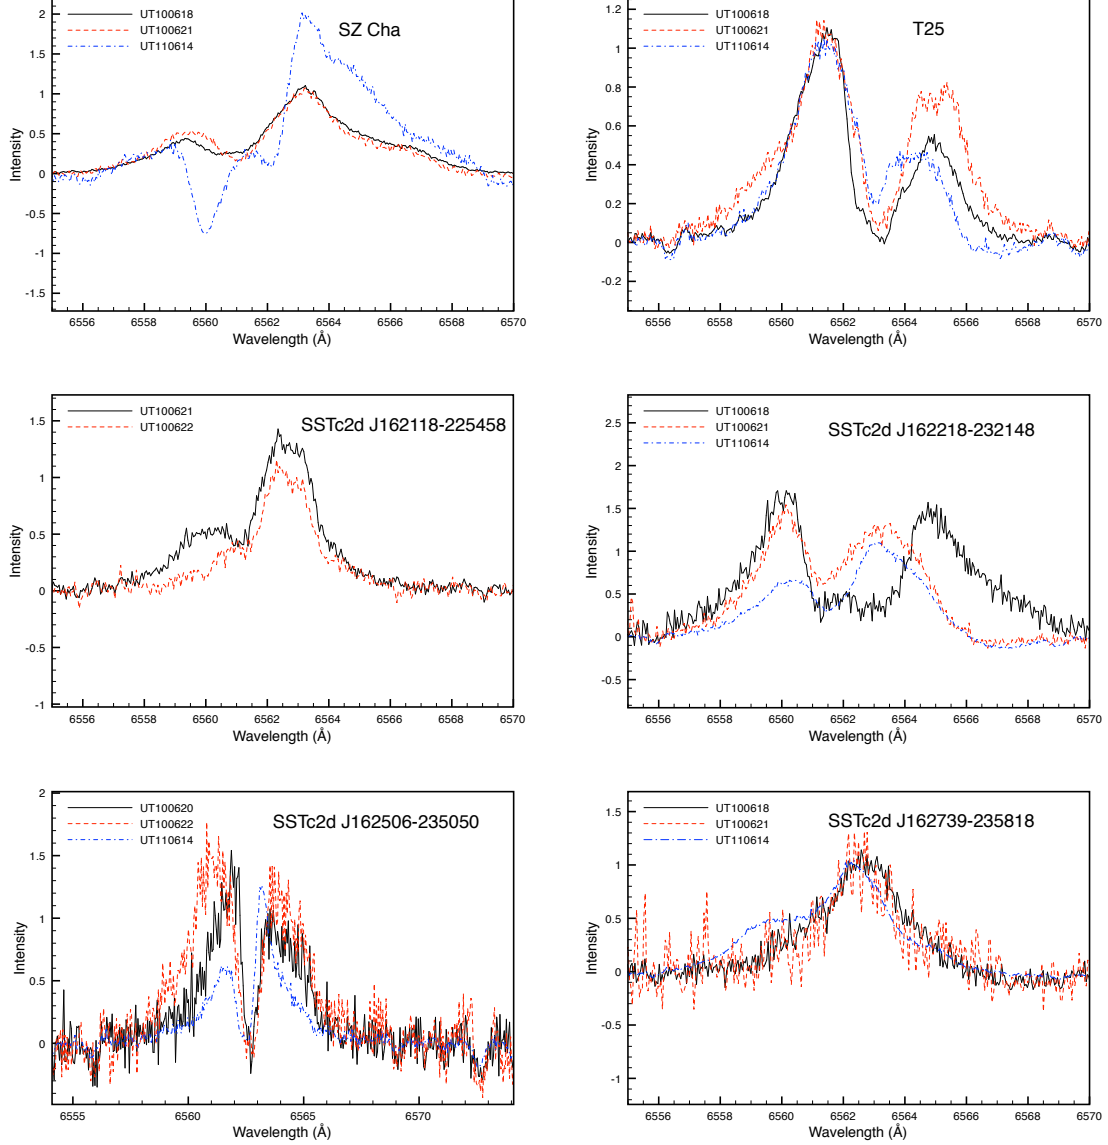 SZ Cha
UT100618
UT100621
UT110614
2
1.5
1
0.5
0
-0.5
-1
-1.5
Intensity
6556 6558 6560 6562 6564 6566 6568 6570
Wavelength (Å)
T25
UT100618
UT100621
UT110614
1.2
1
0.8
0.6
0.4
0.2
0
-0.2
Intensity
6556 6558 6560 6562 6564 6566 6568 6570
Wavelength (Å)
SSTc2d J162118-225458
UT100621
UT100622
1.5
1
0.5
0
-0.5
-1
Intensity
6556 6558 6560 6562 6564 6566 6568 6570
Wavelength (Å)
SSTc2d J162218-232148
UT100618
UT100621
UT110614
2.5
2
1.5
1
0.5
0
-0.5
Intensity
6556 6558 6560 6562 6564 6566 6568 6570
Wavelength (Å)
SSTc2d J162506-235050
UT100620
UT100622
UT110614
2
1.5
1
0.5
0
Intensity
6555 6560 6565 6570
Wavelength (Å)
SSTc2d J162739-235818
UT100618
UT100621
UT110614
1.5
1
0.5
0
-0.5
-1
Intensity
6556 6558 6560 6562 6564 6566 6568 6570
Wavelength (Å)